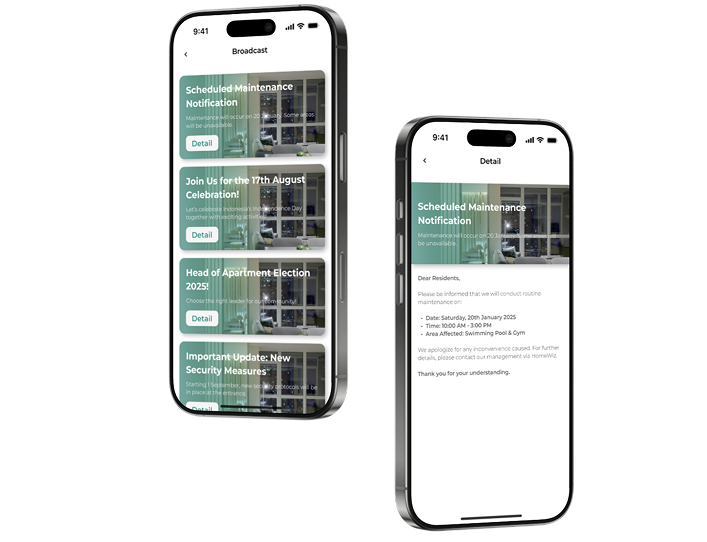 9:41
Broadcast
Scheduled Maintenance
Notification
Maintenance will occur on 20 January. Some areas
will be unavailable.
Detail
Join Us for the 17th August
Celebration!
Let's celebrate Indonesia's Independence Day
together with exciting activities
Detail
Head of Apartment Election
2025!
Choose the right leader for our community!
Detail
Important Update: New
Security Measures
Starting 1 September, new security protocols will be
in place at the entrance.
Detail
9:41
Detail
Scheduled Maintenance
Notification
Maintenance will occur on 20
be unavailable.
Dear Residents,
Please be informed that we will conduct routine
maintenance on:
- Date: Saturday, 20th January 2025
- Time: 10:00 AM - 3:00 PM
- Area Affected: Swimming Pool & Gym
We apologize for any inconvenience caused. For further
details, please contact our management via HomeWiz.
Thank you for your understanding.